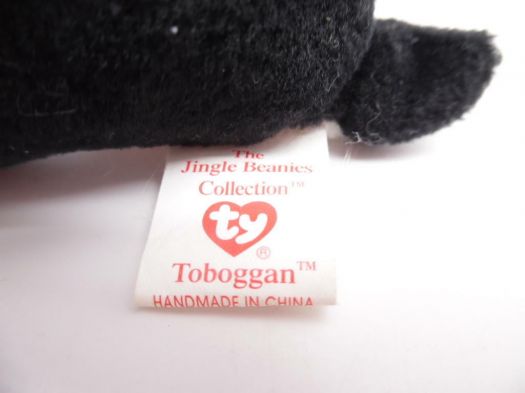 The
Jingle Beanies
Collection™
ty®
Toboggan™
HANDMADE IN CHINA